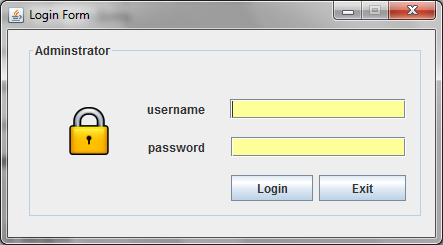 Login Form
Adminstrator
username
password
Login Exit